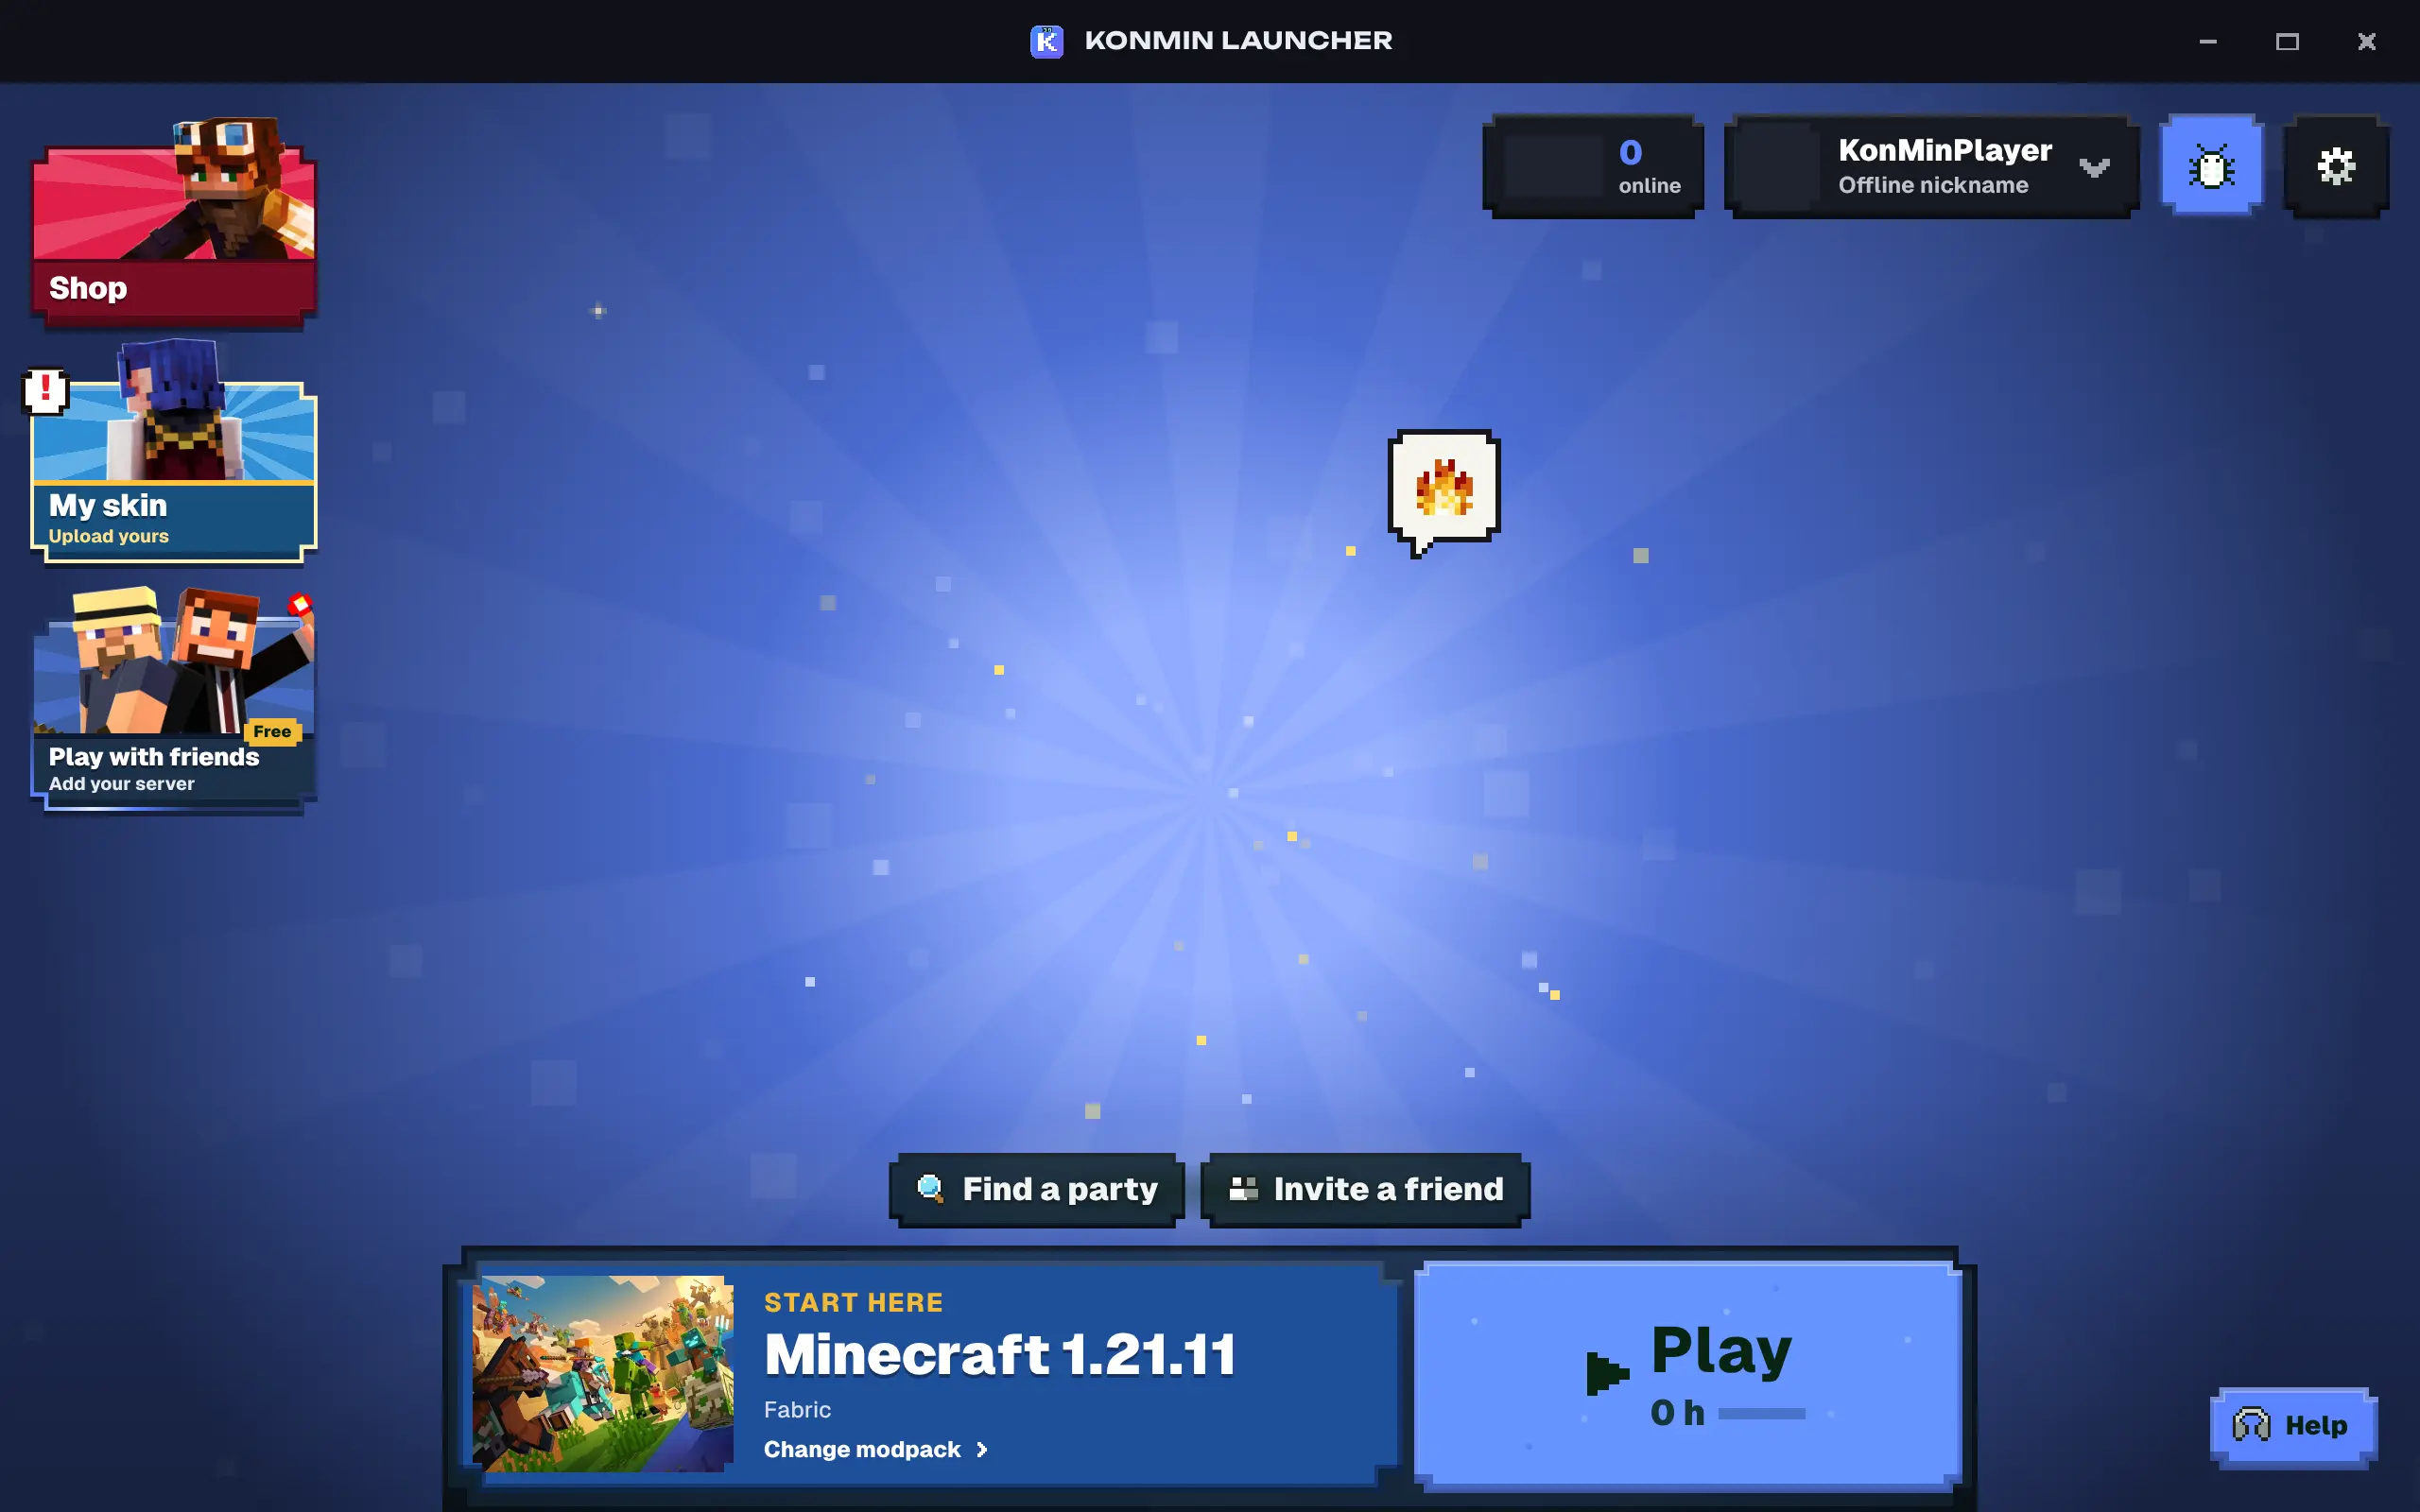 KONMIN LAUNCHER
0
online
KonMinPlayer
Offline nickname
Shop
!
My skin
Upload yours
Free
Play with friends
Add your server
Find a party
Invite a friend
START HERE
Minecraft 1.21.11
Fabric
Change modpack
Play
0 h
Help